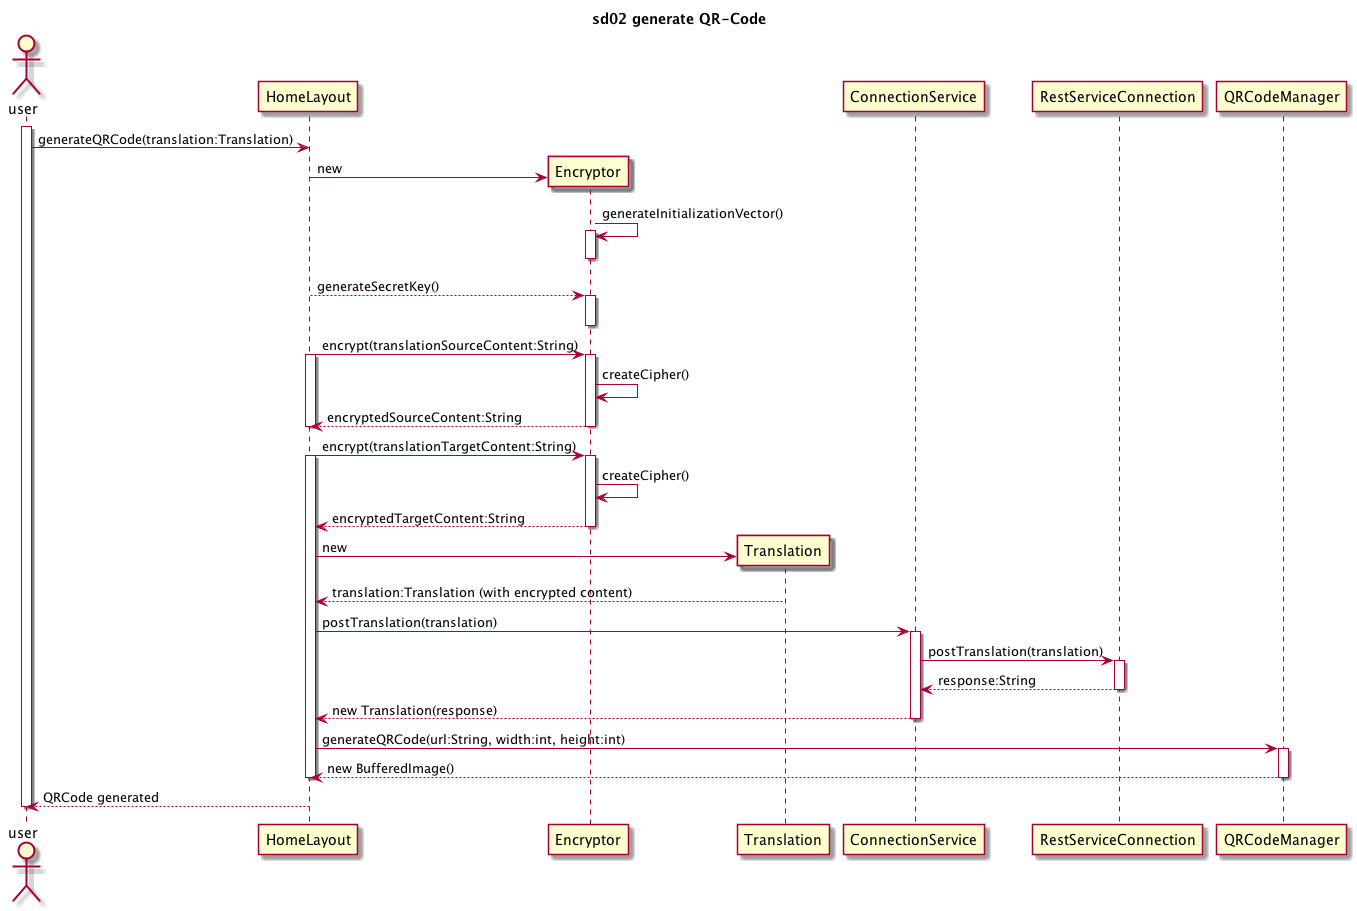 sd02 generate QR-Code
user
HomeLayout
ConnectionService
RestServiceConnection
QRCodeManager
generateQRCode(translation:Translation)
new
Encryptor
generateInitializationVector()
generateSecretKey()
encrypt(translationSourceContent:String)
createCipher()
encryptedSourceContent:String
encrypt(translationTargetContent:String)
createCipher()
encryptedTargetContent:String
new
Translation
translation:Translation (with encrypted content)
postTranslation(translation)
postTranslation(translation)
response:String
new Translation(response)
generateQRCode(url:String, width:int, height:int)
new BufferedImage()
QRCode generated
user
HomeLayout
Encryptor
Translation
ConnectionService
RestServiceConnection
QRCodeManager